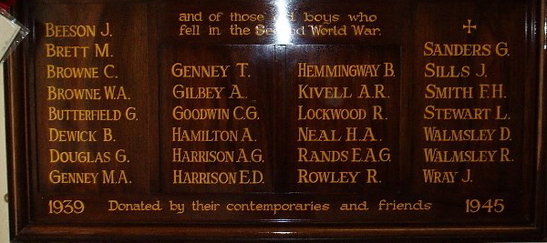 and of those old boys who
fell in the Second World War.
BEESON J.
BRETT M.
BROWNE C.
BROWNE W.A.
BUTTERFIELD G.
DEWICK B.
DOUGLAS G.
GENNEY M.A.
GENNEY T.
GILBEY A.
GOODWIN C.G.
HAMILTON A.
HARRISON A.G.
HARRISON E.D.
HEMMINGWAY B.
KIVELL A.R.
LOCKWOOD R.
NEAL H.A.
RANDS E.A.G.
ROWLEY R.
SANDERS G.
SILLS J.
SMITH F.H.
STEWART L.
WALMSLEY D.
WALMSLEY R.
WRAY J.
1939 Donated by their contemporaries and friends 1945